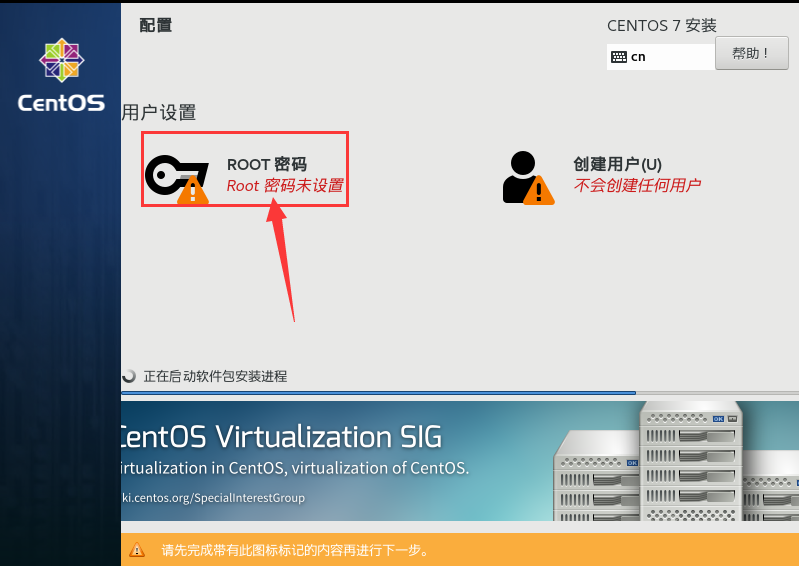 配置
CENTOS 7 安装
cn
帮助！
CentOS
用户设置
ROOT 密码
Root 密码未设置
创建用户(U)
不会创建任何用户
正在启动软件包安装进程
CentOS Virtualization SIG
irtualization in CentOS, virtualization of CentOS.
ki.centos.org/SpecialInterestGroup
请先完成带有此图标标记的内容再进行下一步。